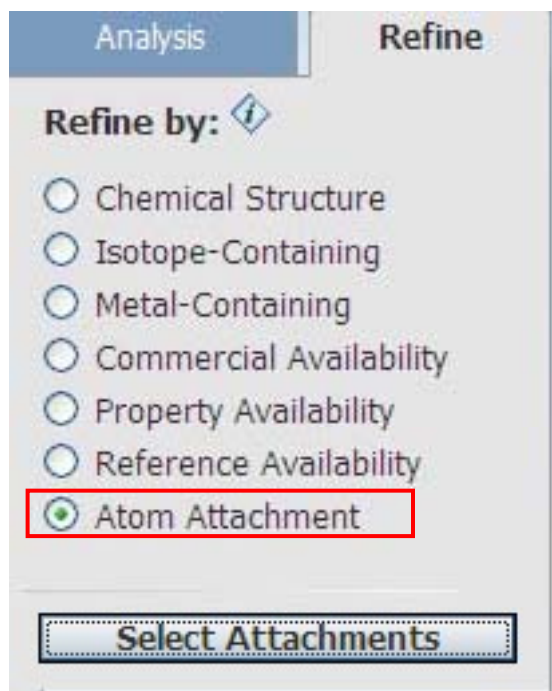 Analysis Refine
Refine by:
Chemical Structure
Isotope-Containing
Metal-Containing
Commercial Availability
Property Availability
Reference Availability
Atom Attachment
Select Attachments